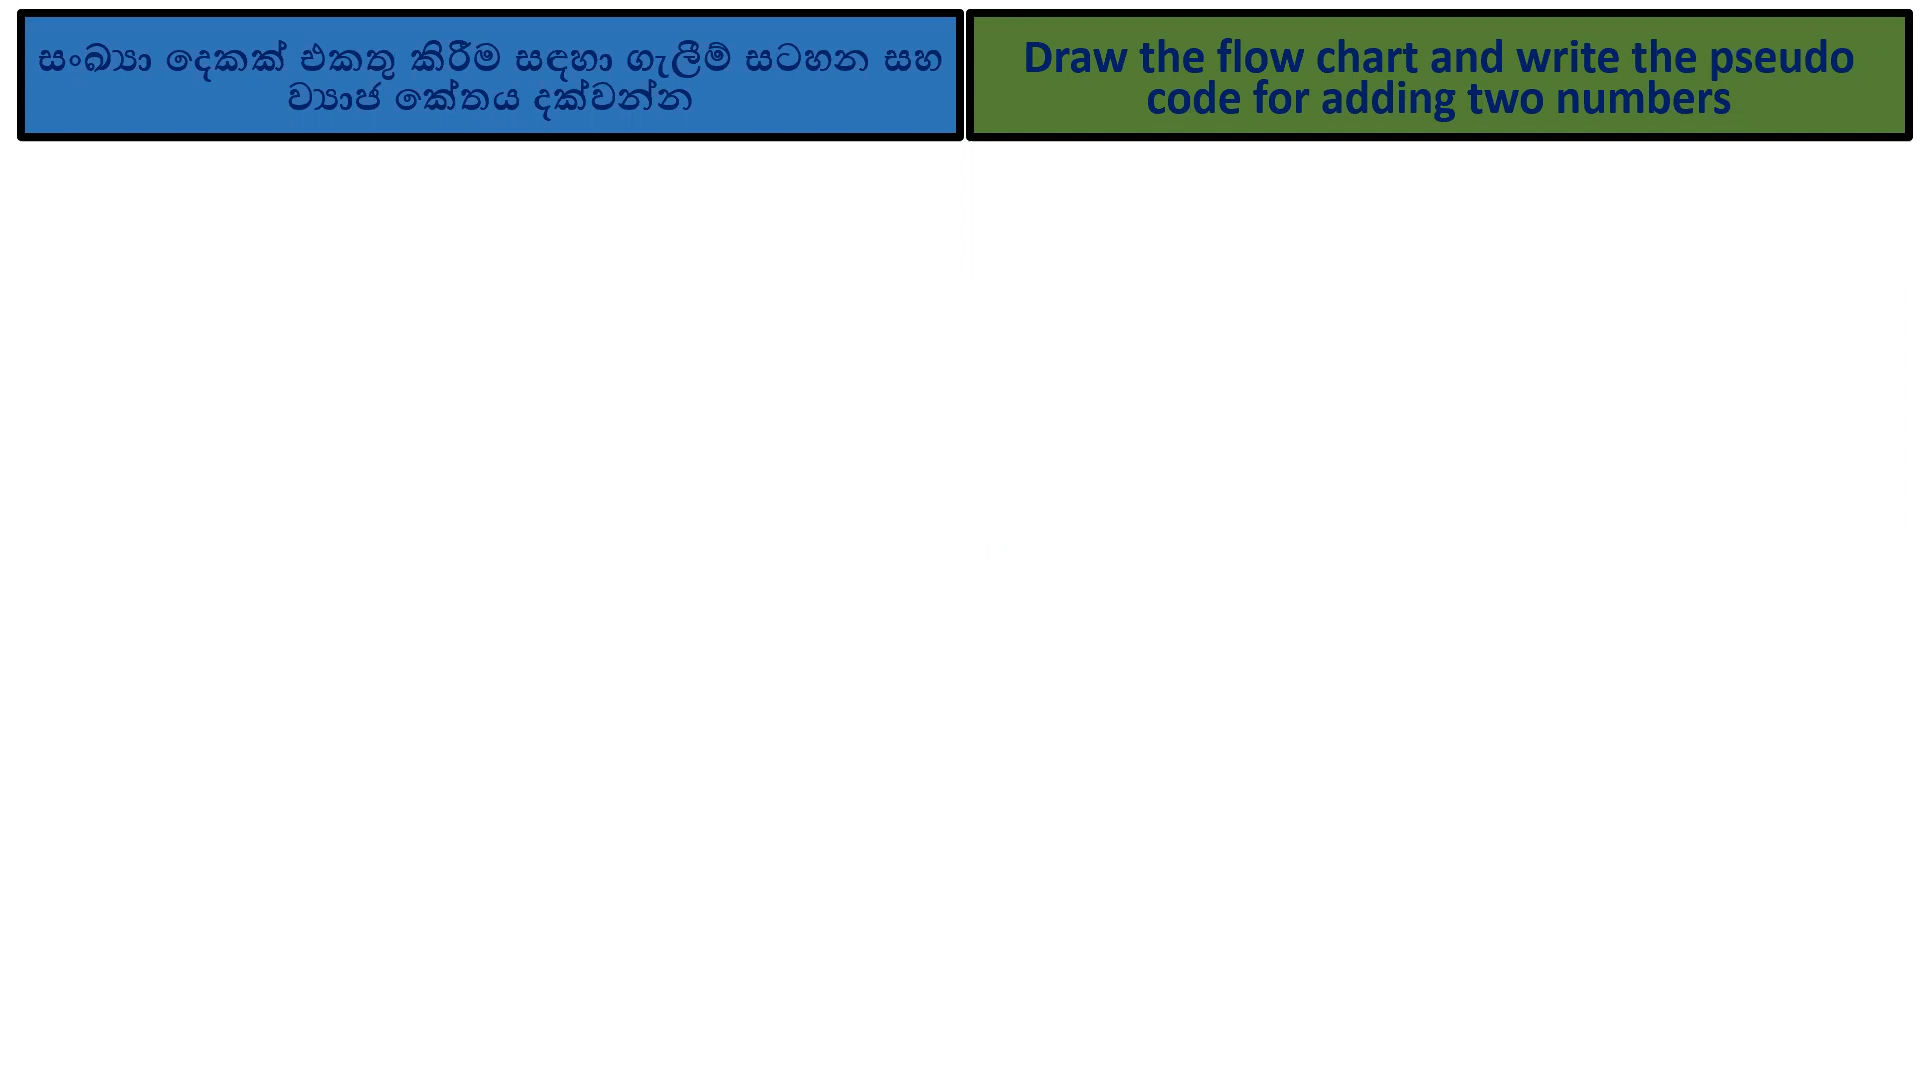 සංඛ්‍යා දෙකක් එකතු කිරීම සඳහා ගැලීම් සටහන සහ
ව්‍යාජ කේතය දක්වන්න
Draw the flow chart and write the pseudo
code for adding two numbers